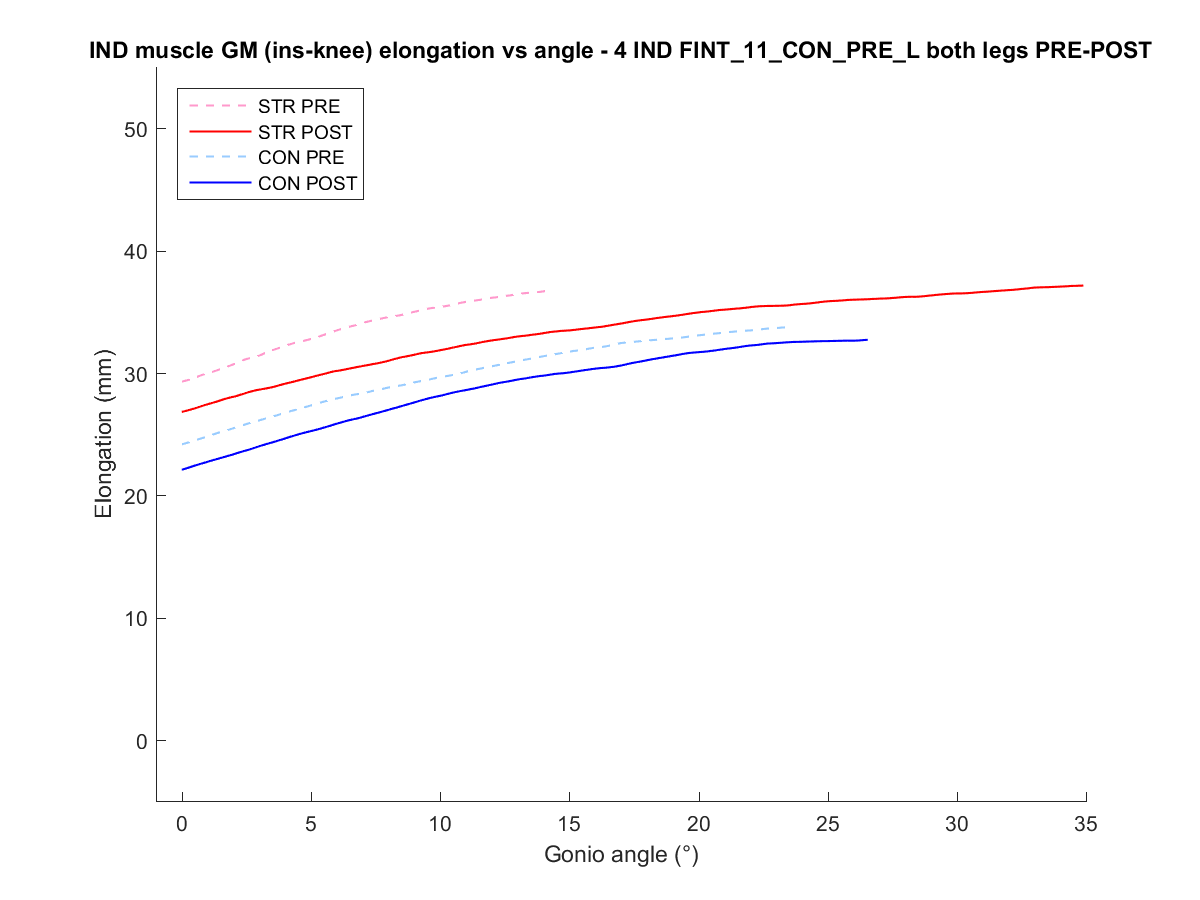 IND muscle GM (ins-knee) elongation vs angle - 4 IND FINT_11_CON_PRE_L both legs PRE-POST
STR PRE
STR POST
CON PRE
CON POST
50
40
30
20
10
0
Elongation (mm)
0 5 10 15 20 25 30 35
Gonio angle (°)